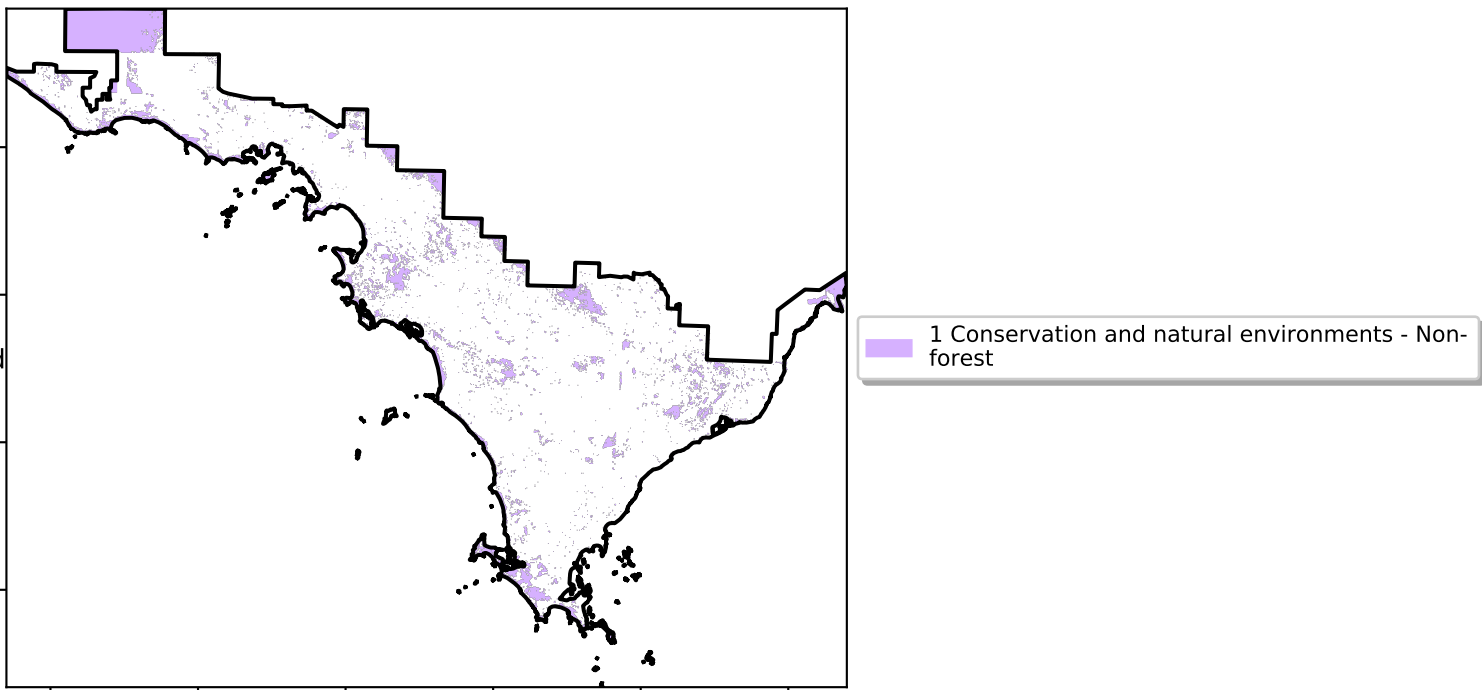 1 Conservation and natural environments - Non-
forest